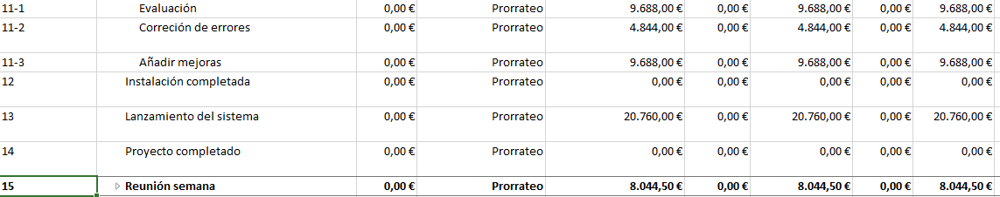 11-1 Evaluación 0,00 € Prorrateo 9.688,00 € 0,00 € 9.688,00 € 0,00 € 9.688,00 €
11-2 Correción de errores 0,00 € Prorrateo 4.844,00 € 0,00 € 4.844,00 € 0,00 € 4.844,00 €
11-3 Añadir mejoras 0,00 € Prorrateo 9.688,00 € 0,00 € 9.688,00 € 0,00 € 9.688,00 €
12 Instalación completada 0,00 € Prorrateo 0,00 € 0,00 € 0,00 € 0,00 € 0,00 €
13 Lanzamiento del sistema 0,00 € Prorrateo 20.760,00 € 0,00 € 20.760,00 € 0,00 € 20.760,00 €
14 Proyecto completado 0,00 € Prorrateo 0,00 € 0,00 € 0,00 € 0,00 € 0,00 €
15 Reunión semana 0,00 € Prorrateo 8.044,50 € 0,00 € 8.044,50 € 0,00 € 8.044,50 €